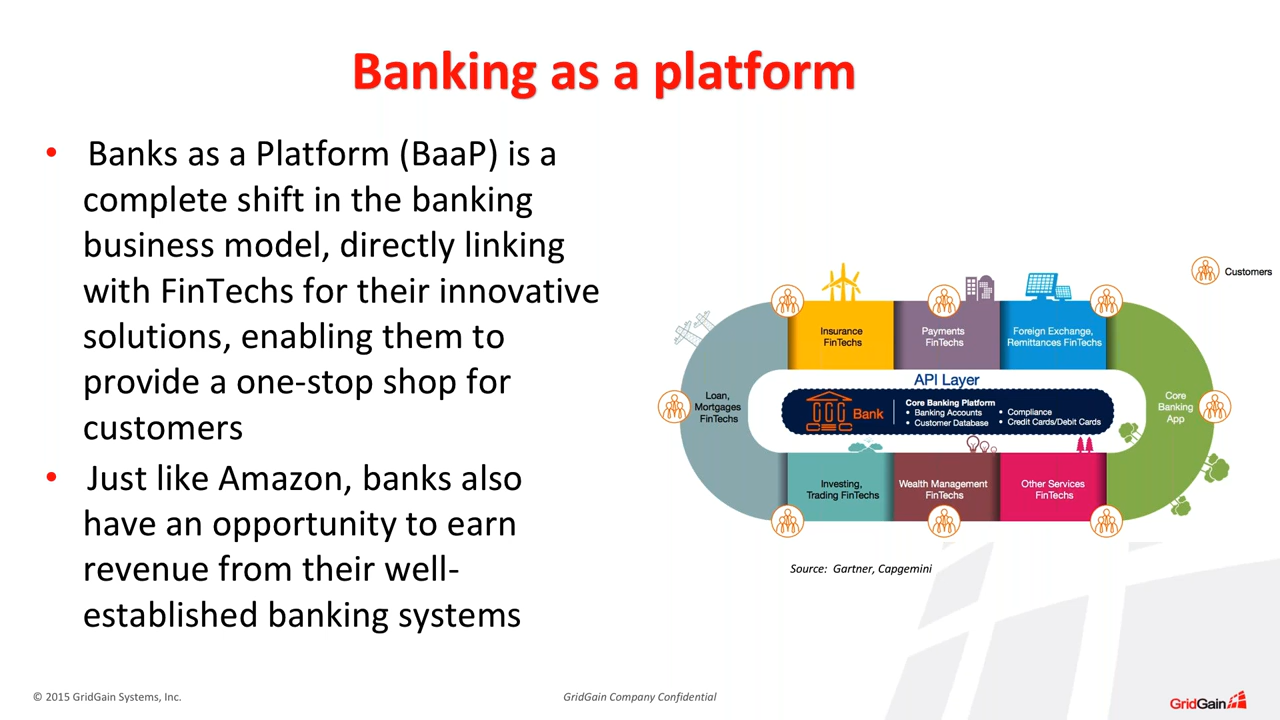 Banking as a platform
• Banks as a Platform (BaaP) is a
complete shift in the banking
business model, directly linking
with FinTechs for their innovative
solutions, enabling them to
provide a one-stop shop for
customers
• Just like Amazon, banks also
have an opportunity to earn
revenue from their well-
established banking systems
Customers
Insurance
FinTechs
Payments
FinTechs
Foreign Exchange,
Remittances FinTechs
Loan,
Mortgages
FinTechs
API Layer
Bank
Core Banking Platform
• Banking Accounts
• Customer Database
• Compliance
• Credit Cards/Debit Cards
Core
Banking
App
Investing,
Trading FinTechs
Wealth Management
FinTechs
Other Services
FinTechs
Source: Gartner, Capgemini
© 2015 GridGain Systems, Inc.
GridGain Company Confidential
GridGain